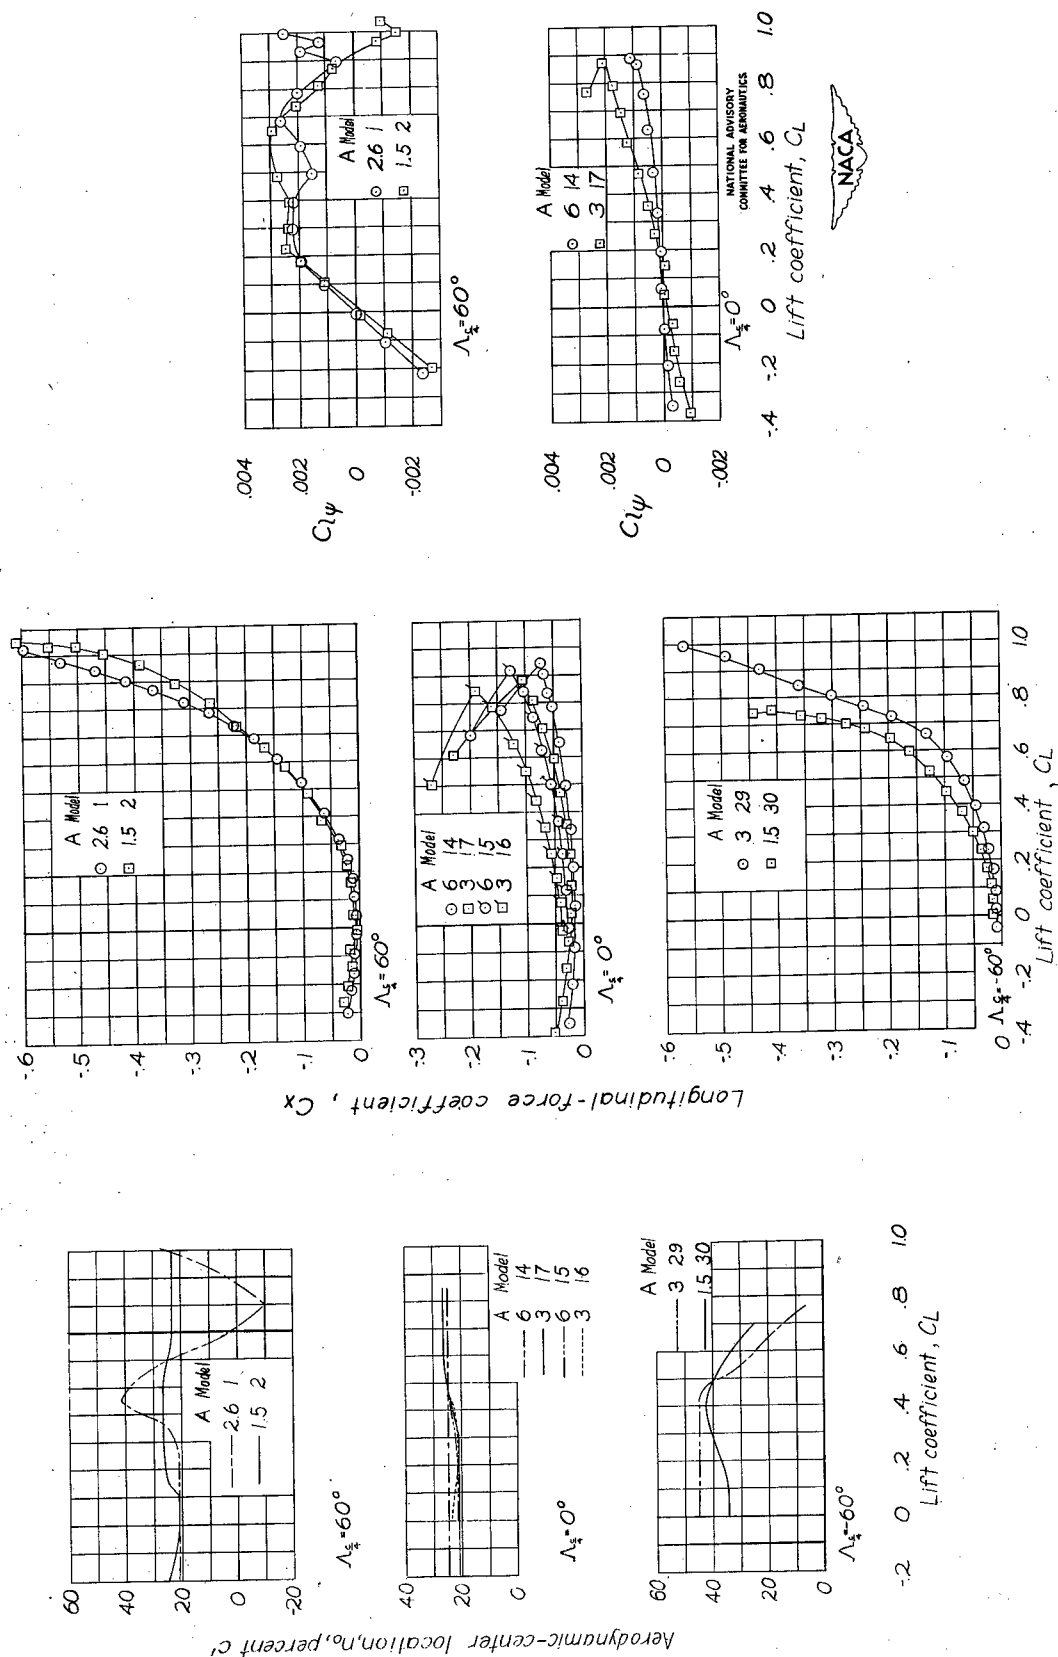 Aerodynamic-center location, n₀, percent c'
60
40
20
0
-20
A Model
2.6 1
1.5 2
Λc/4=60°
40
20
0
A Model
6 14
3 17
6 15
3 16
Λc/4=0°
60
40
20
0
A Model
3 29
1.5 30
Λc/4=-60°
-.2 0 .2 .4 .6 .8 1.0
Lift coefficient, CL
Longitudinal-force coefficient, Cx
-.6
-.5
-.4
-.3
-.2
-.1
0
A Model
2.6 1
1.5 2
Λc/4=60°
-.3
-.2
-.1
0
A Model
6 14
3 17
6 15
3 16
Λc/4=0°
-.6
-.5
-.4
-.3
-.2
-.1
0
A Model
3 29
1.5 30
Λc/4=-60°
-.4 -.2 0 .2 .4 .6 .8 1.0
Lift coefficient, CL
Clψ
.004
.002
0
-.002
A Model
2.6 1
1.5 2
Λc/4=60°
Clψ
.004
.002
0
-.002
A Model
6 14
3 17
Λc/4=0°
NATIONAL ADVISORY
COMMITTEE FOR AERONAUTICS
-.4 -.2 0 .2 .4 .6 .8 1.0
Lift coefficient, CL
NACA